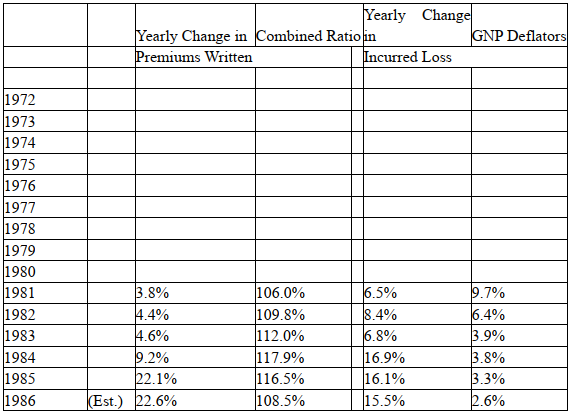 Yearly Change
Yearly Change in Combined Ratio in GNP Deflators
Premiums Written Incurred Loss
1972
1973
1974
1975
1976
1977
1978
1979
1980
1981 3.8% 106.0% 6.5% 9.7%
1982 4.4% 109.8% 8.4% 6.4%
1983 4.6% 112.0% 6.8% 3.9%
1984 9.2% 117.9% 16.9% 3.8%
1985 22.1% 116.5% 16.1% 3.3%
1986 (Est.) 22.6% 108.5% 15.5% 2.6%